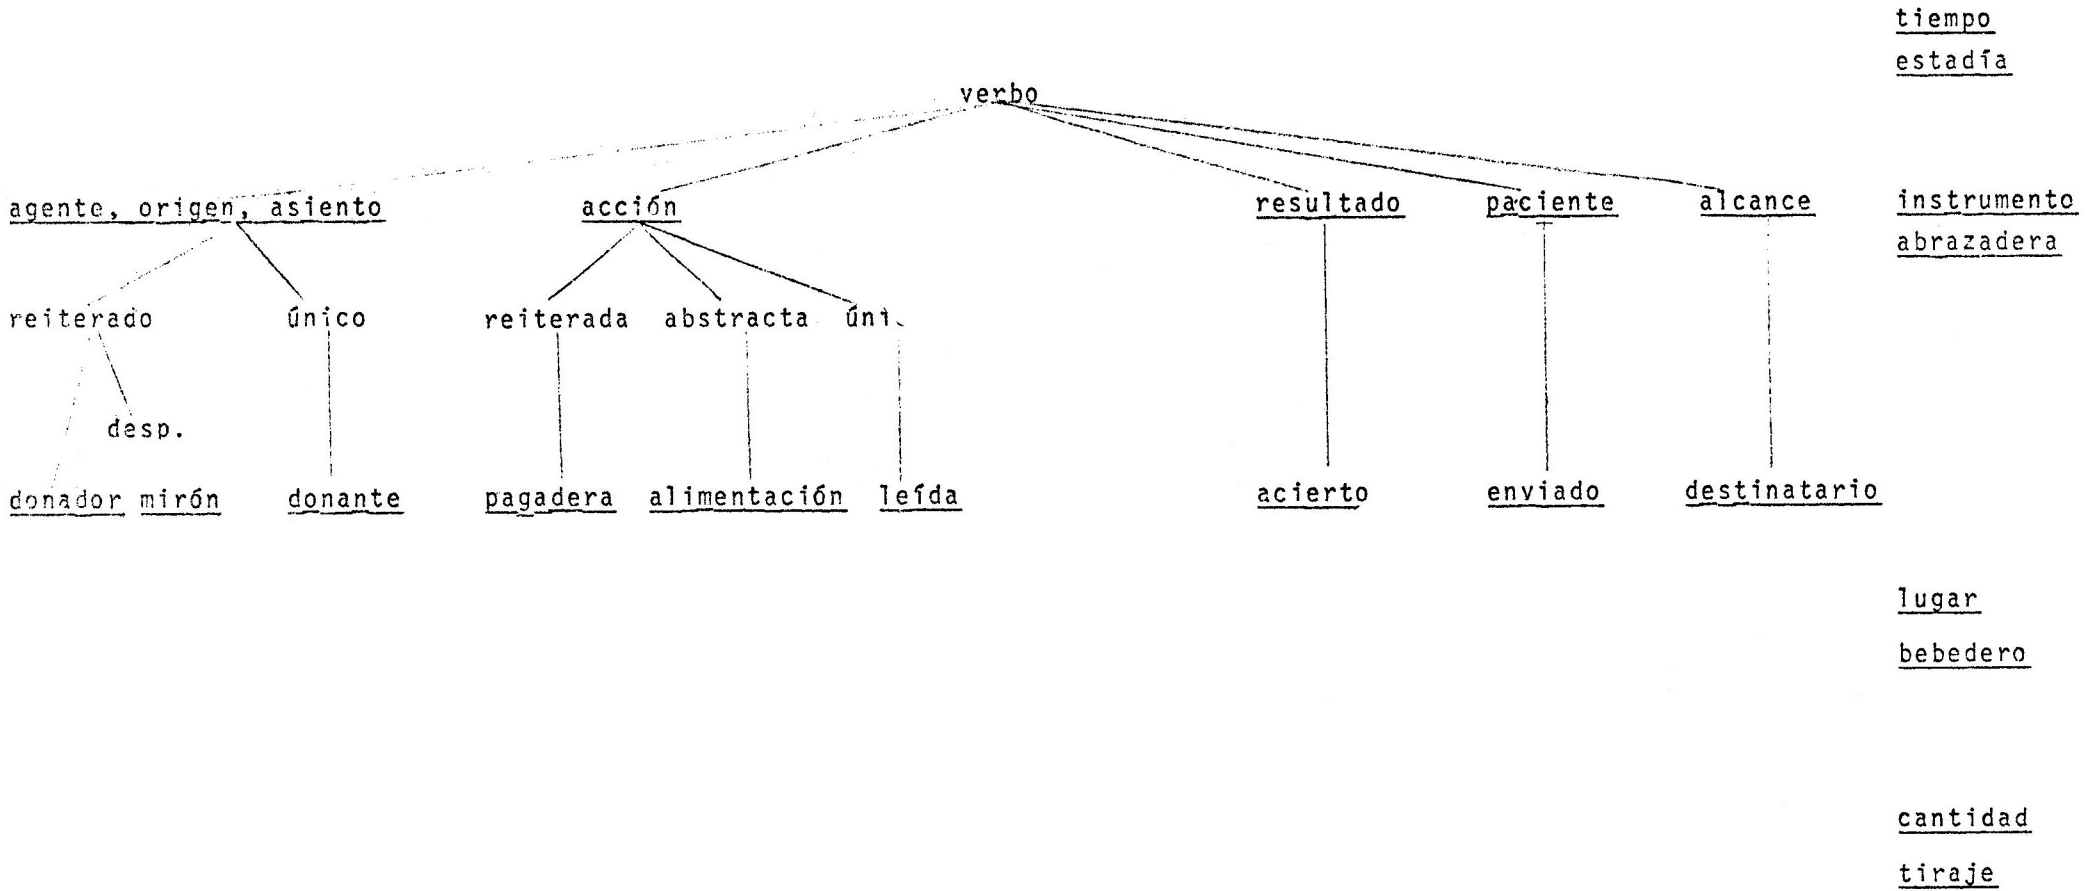 tiempo
estadía
verbo
agente, origen, asiento acción resultado paciente alcance instrumento
abrazadera
reiterado único reiterada abstracta
desp.
donador mirón donante pagadera alimentación leída acierto enviado destinatario
lugar
bebedero
cantidad
tiraje